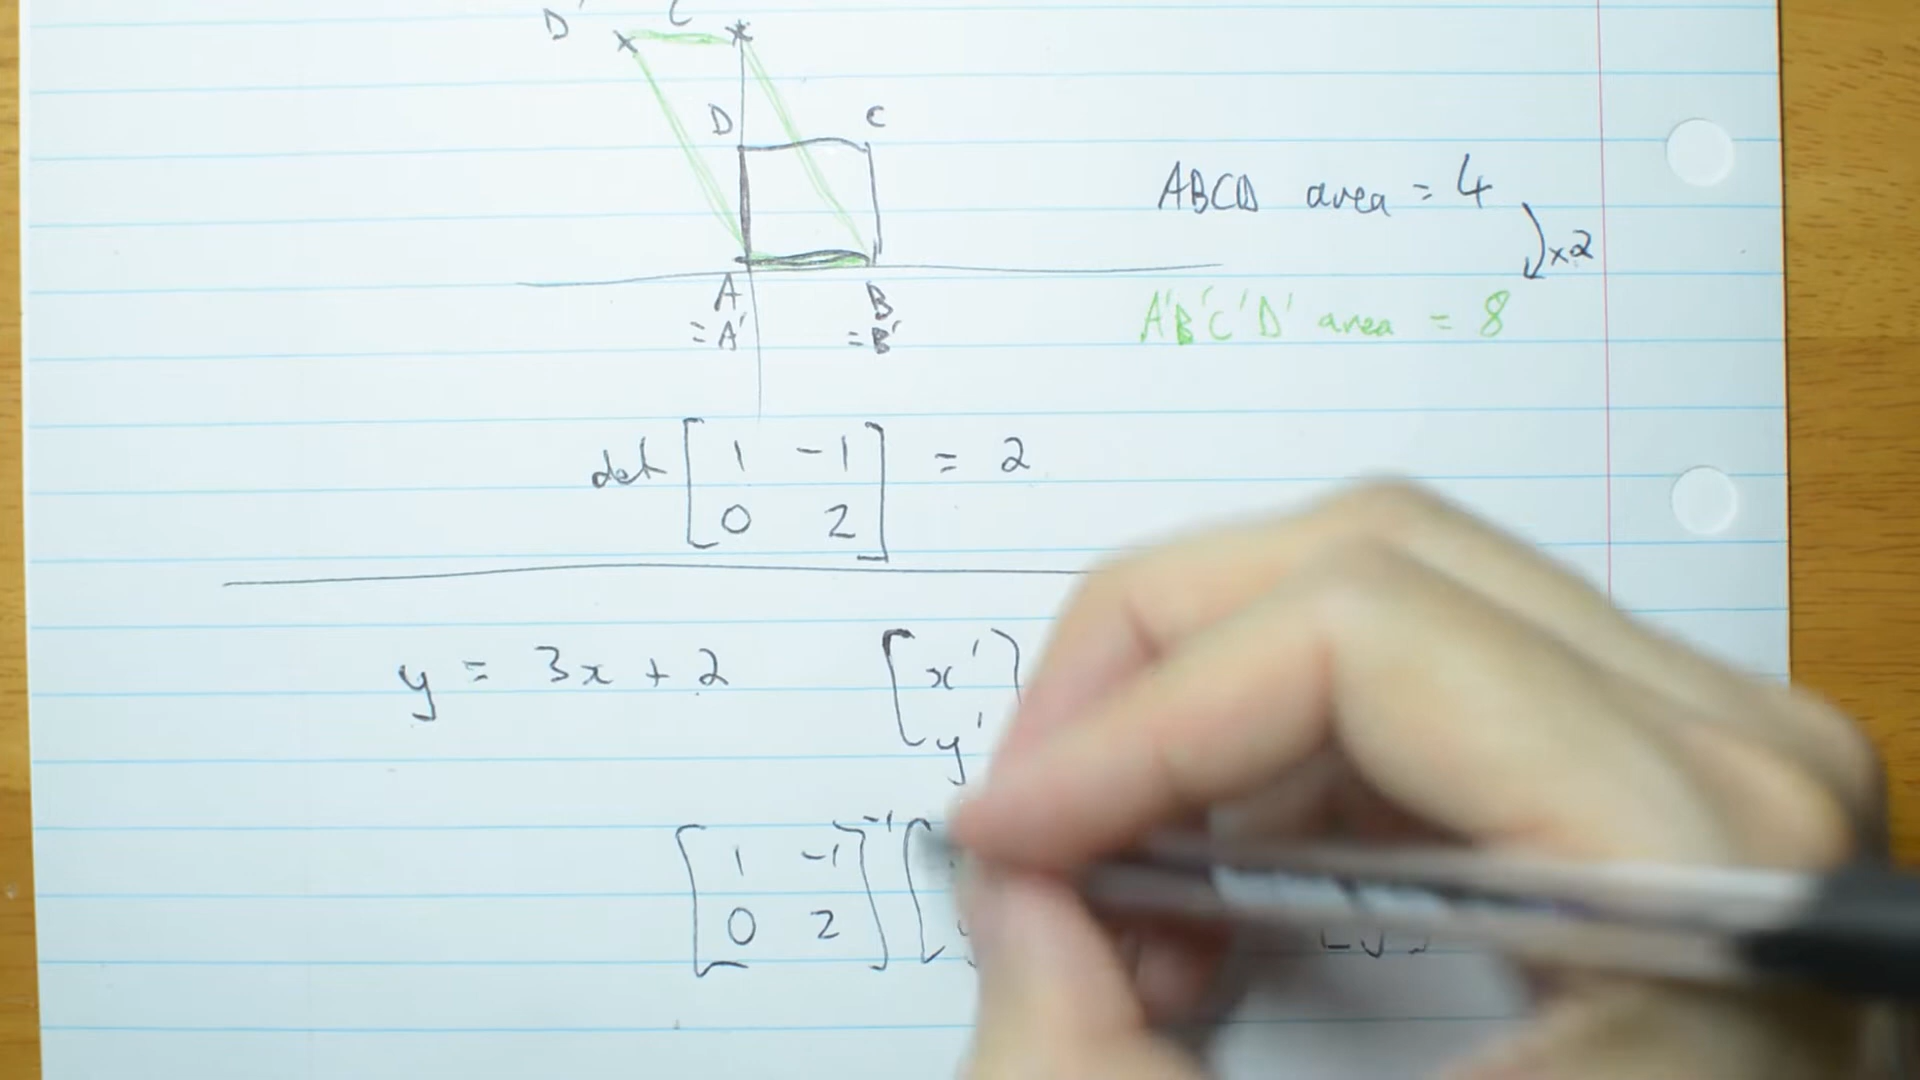 D' C
D C
ABCD area = 4
×2
A B
= A' = B'
A'B'C'D' area = 8
det [ 1 -1 ] = 2
0 2
y = 3x + 2 [ x'
y'
[ 1 -1 ]⁻¹ [
0 2